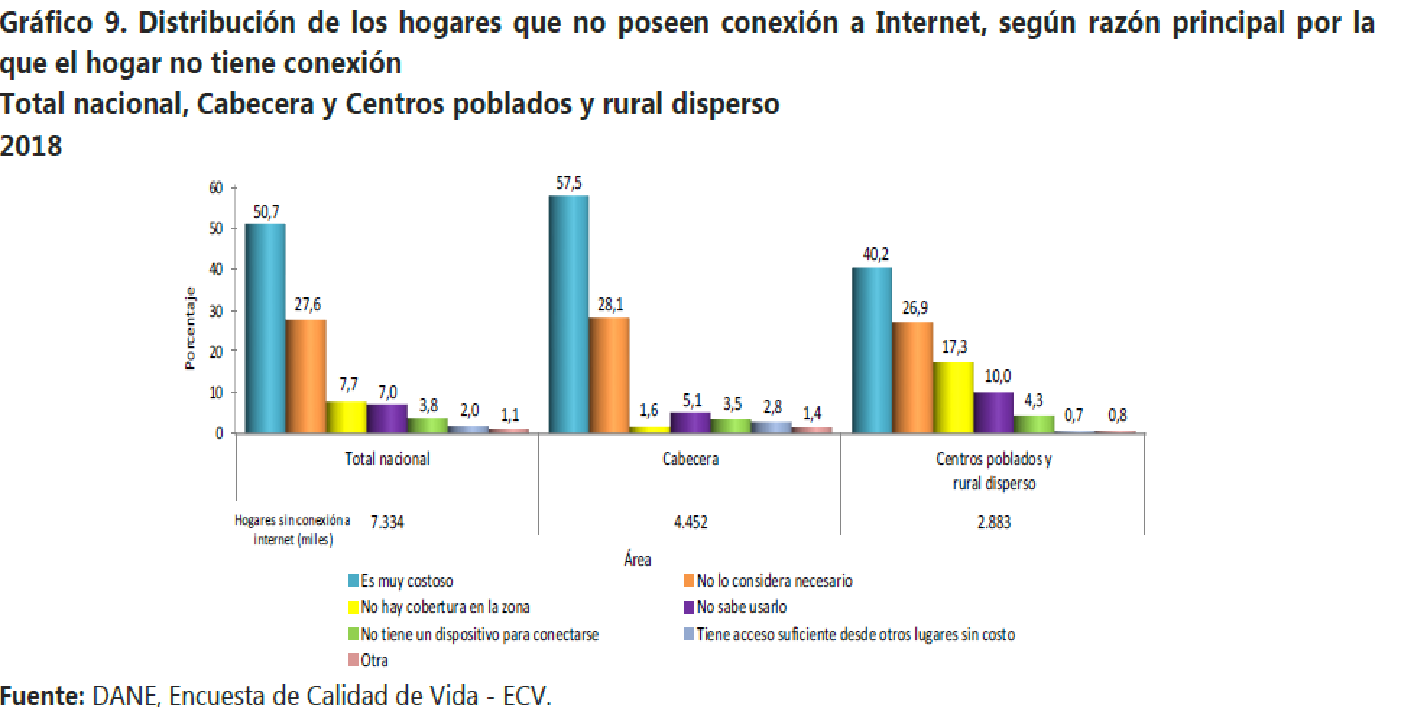 Gráfico 9. Distribución de los hogares que no poseen conexión a Internet, según razón principal por la
que el hogar no tiene conexión
Total nacional, Cabecera y Centros poblados y rural disperso
2018
Porcentaje
60
50
40
30
20
10
0
50,7
27,6
7,7
7,0
3,8
2,0
1,1
57,5
28,1
1,6
5,1
3,5
2,8
1,4
40,2
26,9
17,3
10,0
4,3
0,7
0,8
Total nacional
Cabecera
Centros poblados y
rural disperso
Hogares sin conexión a
internet (miles)
7.334
4.452
2.883
Área
Es muy costoso
No lo considera necesario
No hay cobertura en la zona
No sabe usarlo
No tiene un dispositivo para conectarse
Tiene acceso suficiente desde otros lugares sin costo
Otra
Fuente: DANE, Encuesta de Calidad de Vida - ECV.